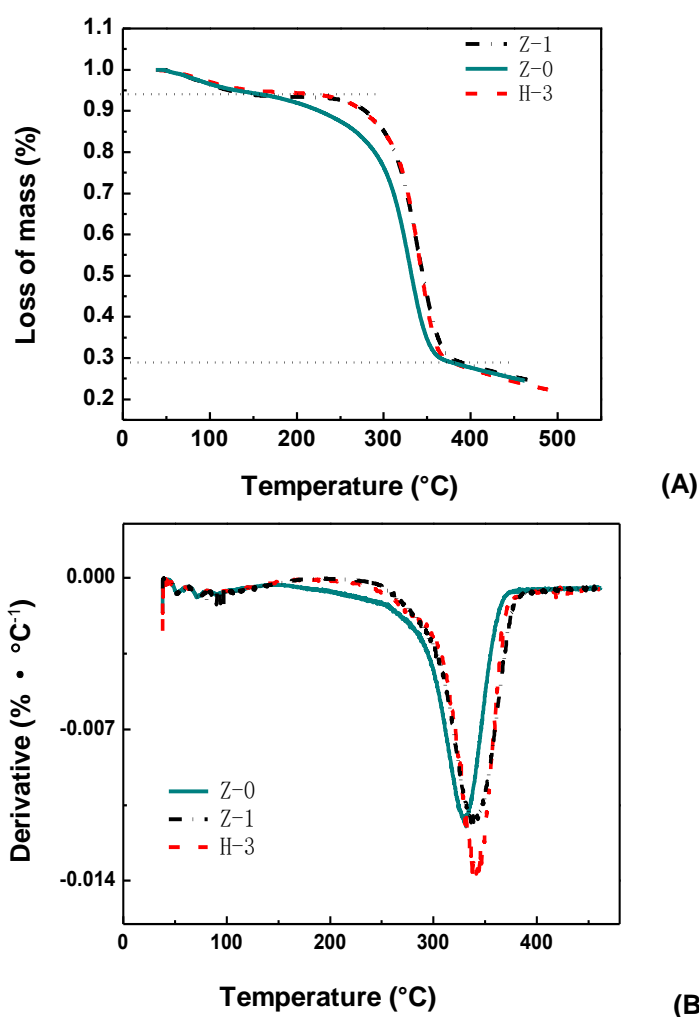 1.1
1.0
0.9
0.8
0.7
0.6
0.5
0.4
0.3
0.2
Loss of mass (%)
Z-1
Z-0
H-3
0 100 200 300 400 500
Temperature (°C)
(A)
0.000
-0.007
-0.014
Derivative (% • °C-1)
Z-0
Z-1
H-3
0 100 200 300 400
Temperature (°C)
(B